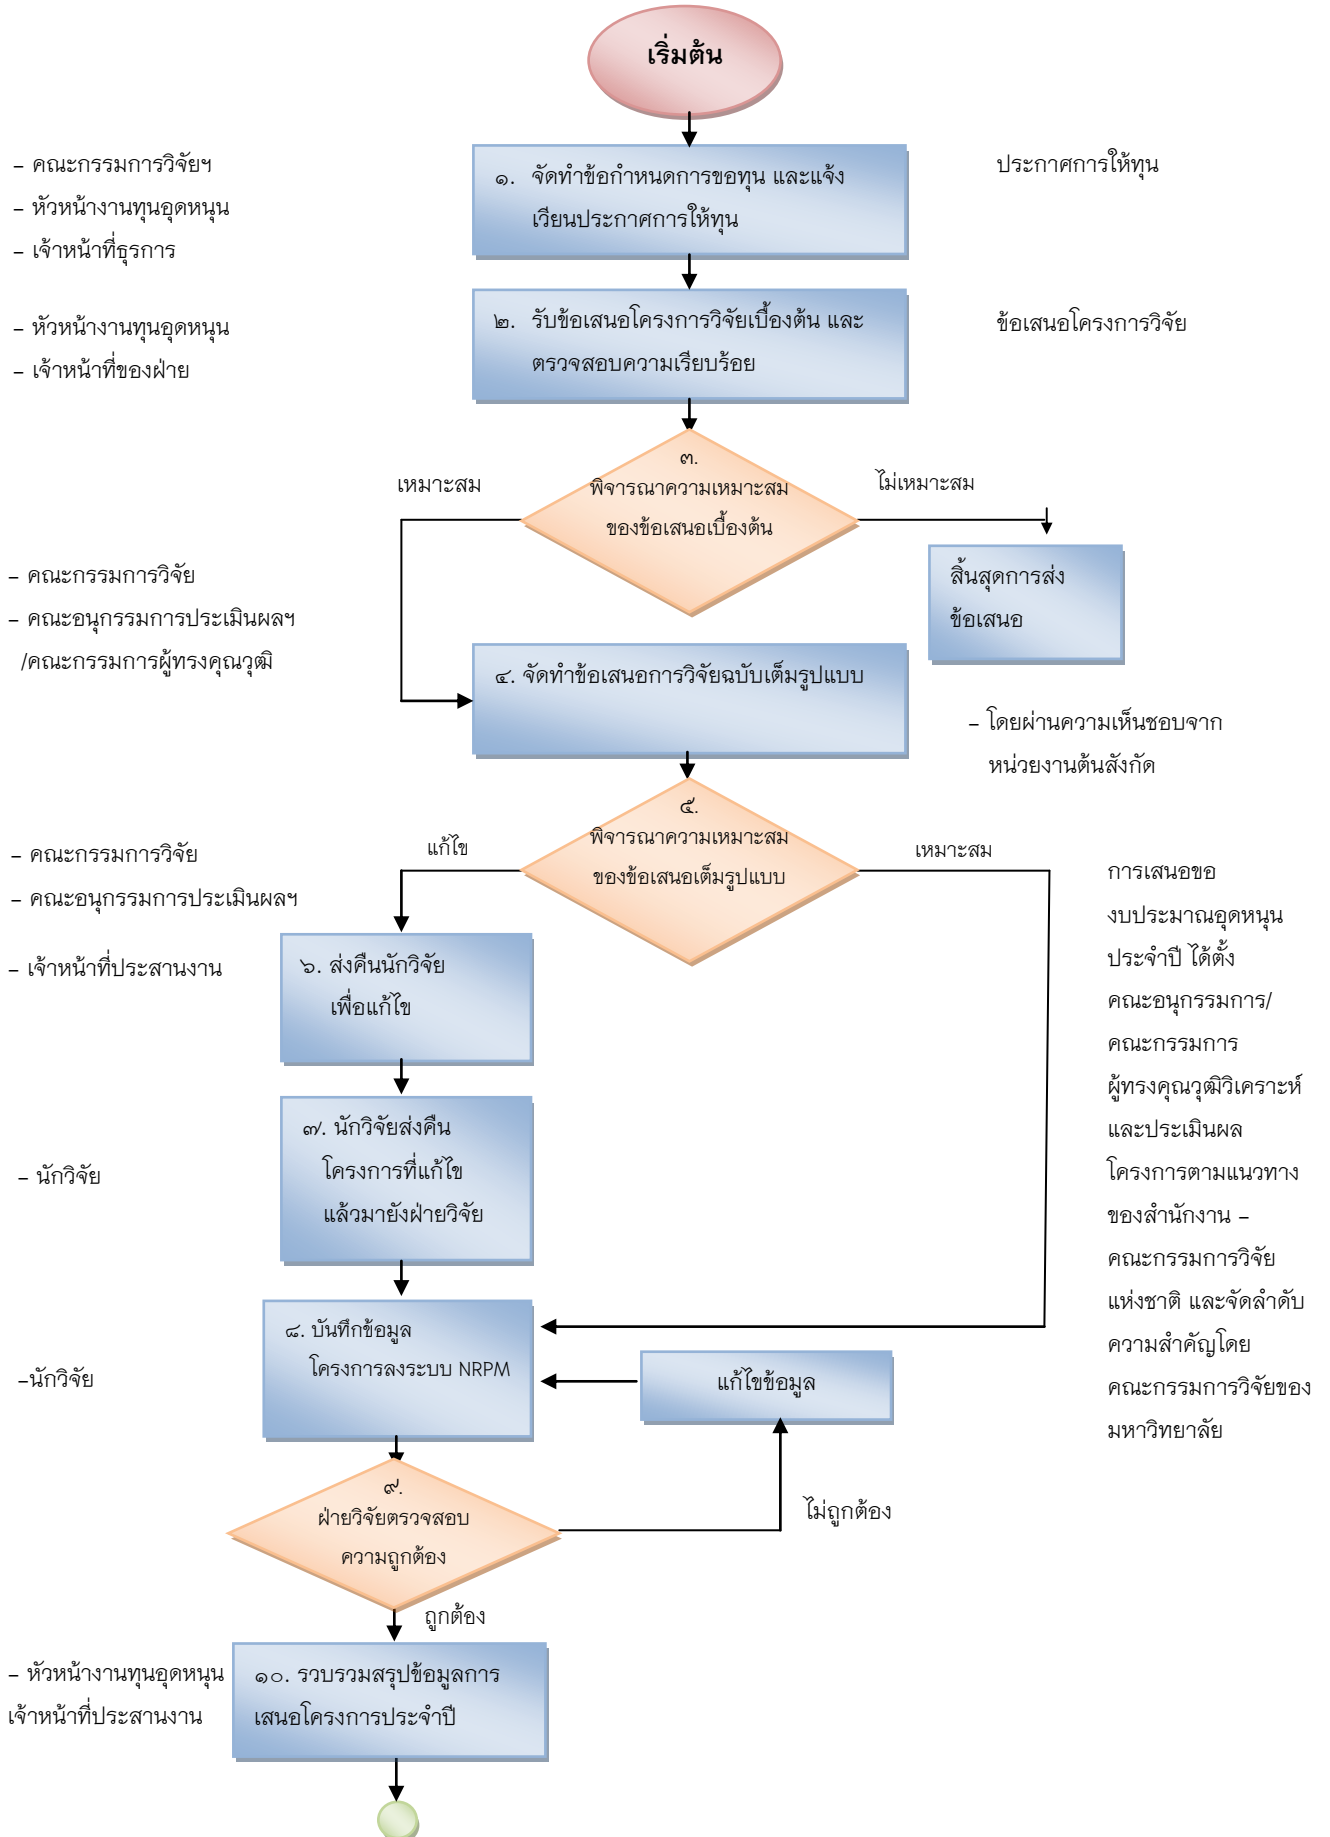 เริ่มต้น
– คณะกรรมการวิจัยฯ
– หัวหน้างานทุนอุดหนุน
– เจ้าหน้าที่ธุรการ
๑. จัดทำข้อกำหนดการขอทุน และแจ้ง
เวียนประกาศการให้ทุน
ประกาศการให้ทุน
– หัวหน้างานทุนอุดหนุน
– เจ้าหน้าที่ของฝ่าย
๒. รับข้อเสนอโครงการวิจัยเบื้องต้น และ
ตรวจสอบความเรียบร้อย
ข้อเสนอโครงการวิจัย
๓.
พิจารณาความเหมาะสม
ของข้อเสนอเบื้องต้น
เหมาะสม
ไม่เหมาะสม
สิ้นสุดการส่ง
ข้อเสนอ
– คณะกรรมการวิจัย
– คณะอนุกรรมการประเมินผลฯ
/คณะกรรมการผู้ทรงคุณวุฒิ
๔. จัดทำข้อเสนอการวิจัยฉบับเต็มรูปแบบ
– โดยผ่านความเห็นชอบจาก
หน่วยงานต้นสังกัด
๕.
พิจารณาความเหมาะสม
ของข้อเสนอเต็มรูปแบบ
แก้ไข
เหมาะสม
– คณะกรรมการวิจัย
– คณะอนุกรรมการประเมินผลฯ
– เจ้าหน้าที่ประสานงาน
๖. ส่งคืนนักวิจัย
เพื่อแก้ไข
การเสนอขอ
งบประมาณอุดหนุน
ประจำปี ได้ตั้ง
คณะอนุกรรมการ/
คณะกรรมการ
ผู้ทรงคุณวุฒิวิเคราะห์
และประเมินผล
โครงการตามแนวทาง
ของสำนักงาน –
คณะกรรมการวิจัย
แห่งชาติ และจัดลำดับ
ความสำคัญโดย
คณะกรรมการวิจัยของ
มหาวิทยาลัย
– นักวิจัย
๗. นักวิจัยส่งคืน
โครงการที่แก้ไข
แล้วมายังฝ่ายวิจัย
–นักวิจัย
๘. บันทึกข้อมูล
โครงการลงระบบ NRPM
แก้ไขข้อมูล
๙.
ฝ่ายวิจัยตรวจสอบ
ความถูกต้อง
ไม่ถูกต้อง
ถูกต้อง
– หัวหน้างานทุนอุดหนุน
เจ้าหน้าที่ประสานงาน
๑๐. รวบรวมสรุปข้อมูลการ
เสนอโครงการประจำปี